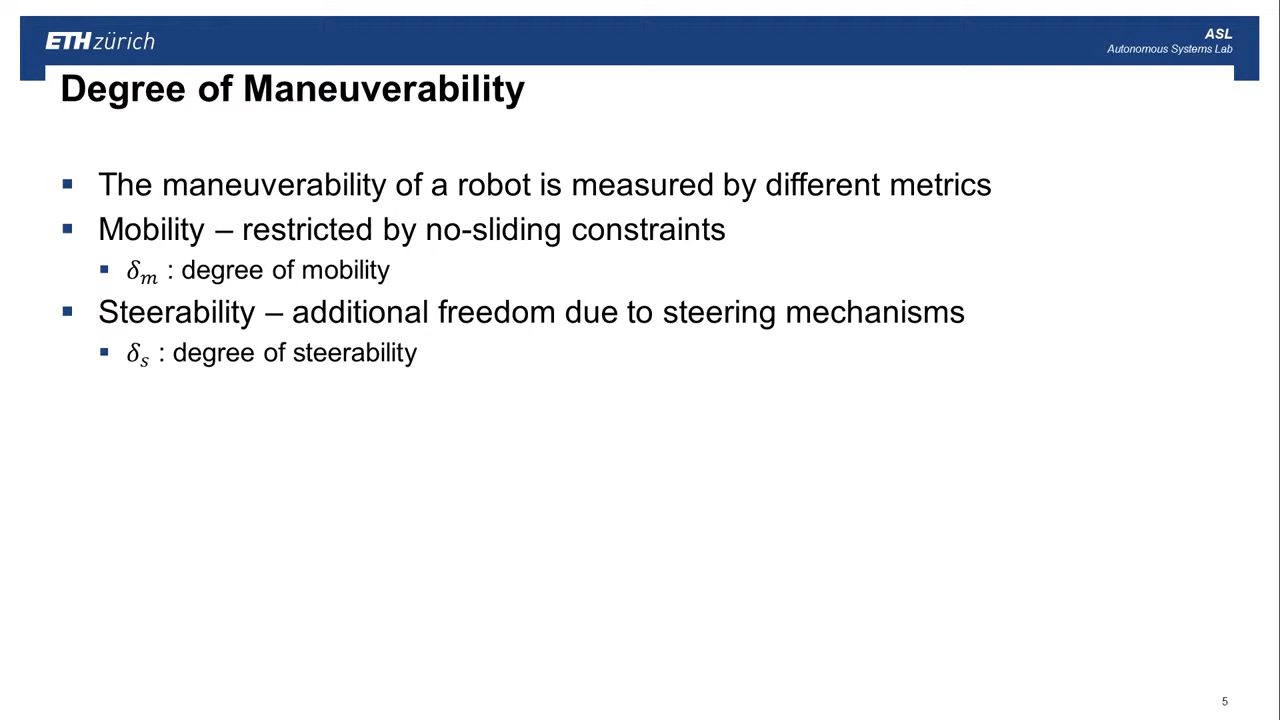 ETH zürich
ASL
Autonomous Systems Lab
Degree of Maneuverability
▪ The maneuverability of a robot is measured by different metrics
▪ Mobility – restricted by no-sliding constraints
▪ δₘ : degree of mobility
▪ Steerability – additional freedom due to steering mechanisms
▪ δₛ : degree of steerability
5